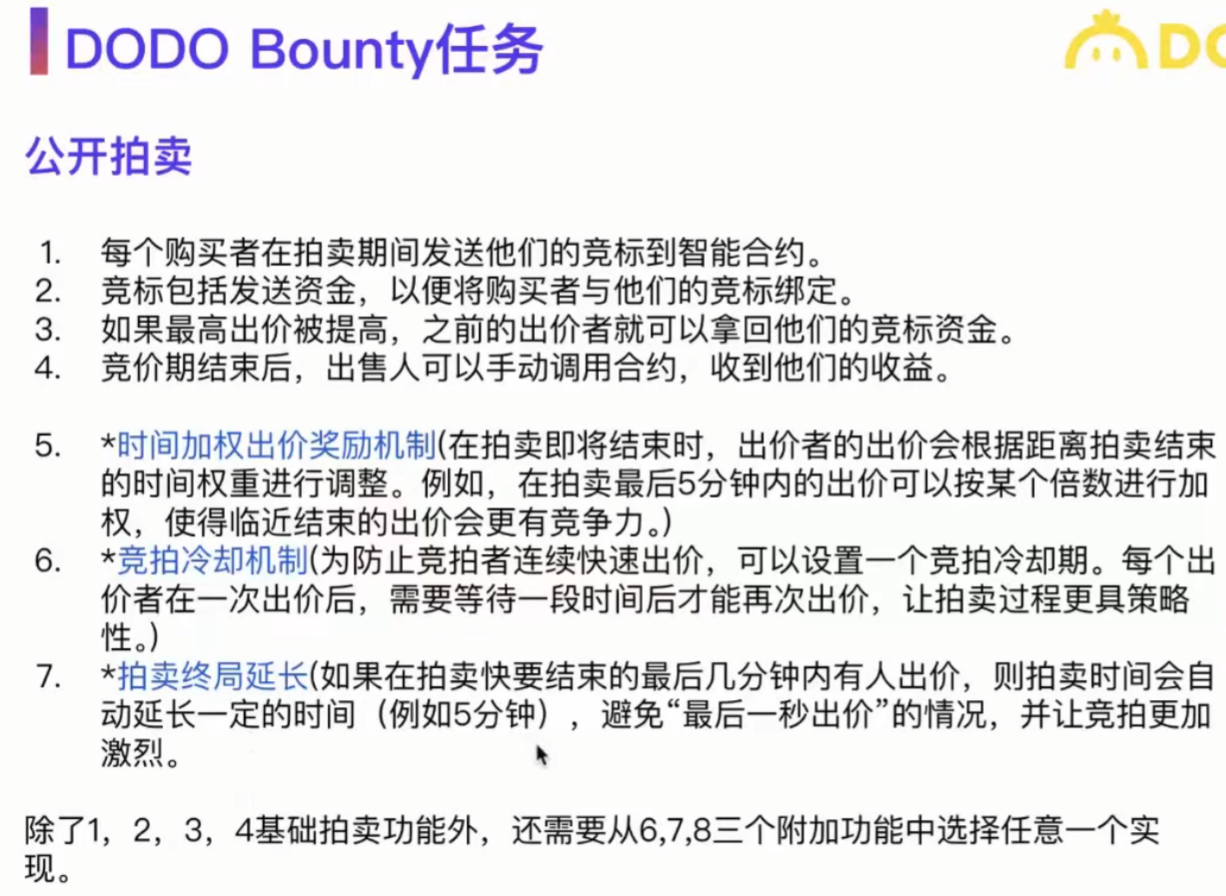 DODO Bounty任务
DO
公开拍卖
1. 每个购买者在拍卖期间发送他们的竞标到智能合约。
2. 竞标包括发送资金，以便将购买者与他们的竞标绑定。
3. 如果最高出价被提高，之前的出价者就可以拿回他们的竞标资金。
4. 竞价期结束后，出售人可以手动调用合约，收到他们的收益。
5. *时间加权出价奖励机制(在拍卖即将结束时，出价者的出价会根据距离拍卖结束
的时间权重进行调整。例如，在拍卖最后5分钟内的出价可以按某个倍数进行加
权，使得临近结束的出价会更有竞争力。)
6. *竞拍冷却机制(为防止竞拍者连续快速出价，可以设置一个竞拍冷却期。每个出
价者在一次出价后，需要等待一段时间后才能再次出价，让拍卖过程更具策略
性。)
7. *拍卖终局延长(如果在拍卖快要结束的最后几分钟内有人出价，则拍卖时间会自
动延长一定的时间（例如5分钟），避免“最后一秒出价”的情况，并让竞拍更加
激烈。
除了1，2，3，4基础拍卖功能外，还需要从6,7,8三个附加功能中选择任意一个实
现。